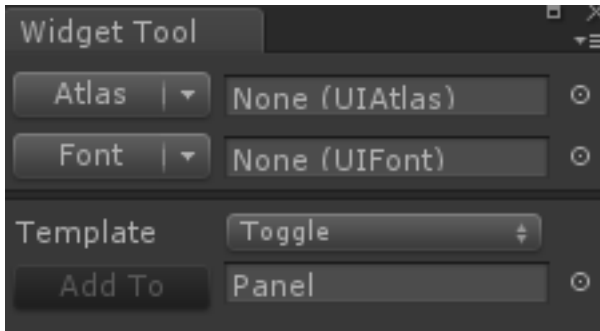 Widget Tool
Atlas None (UIAtlas)
Font None (UIFont)
Template Toggle
Add To Panel